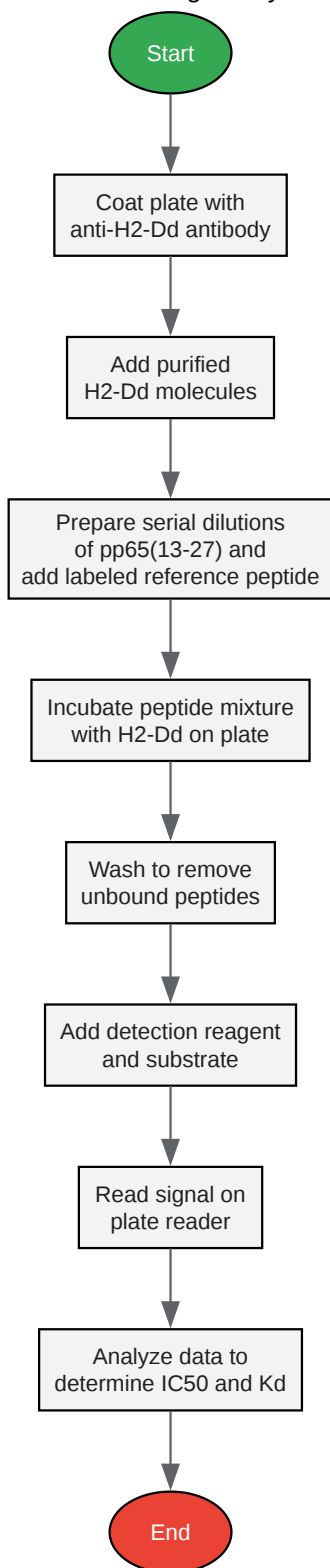 Start
Coat plate with
anti-H2-Dd antibody
Add purified
H2-Dd molecules
Prepare serial dilutions
of pp65(13-27) and
add labeled reference peptide
Incubate peptide mixture
with H2-Dd on plate
Wash to remove
unbound peptides
Add detection reagent
and substrate
Read signal on
plate reader
Analyze data to
determine IC50 and Kd
End